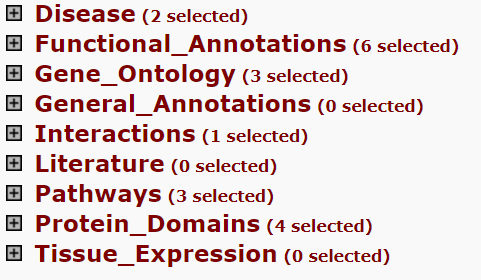 Disease (2 selected)
Functional_Annotations (6 selected)
Gene_Ontology (3 selected)
General_Annotations (0 selected)
Interactions (1 selected)
Literature (0 selected)
Pathways (3 selected)
Protein_Domains (4 selected)
Tissue_Expression (0 selected)